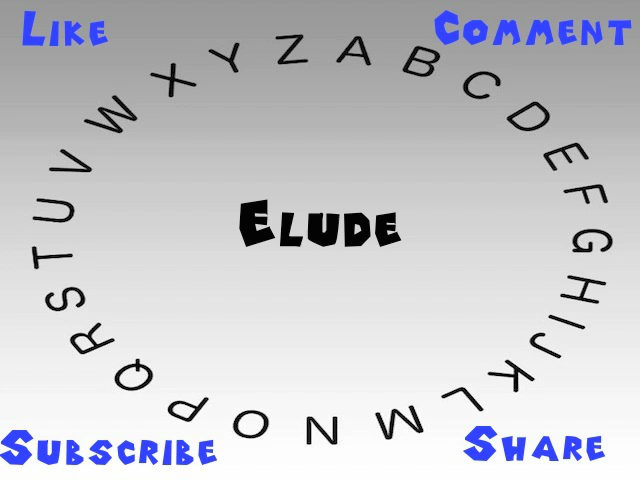 Like
Comment
A B C D E F G H I J K L M N O P Q R S T U V W X Y Z
Elude
Subscribe
Share